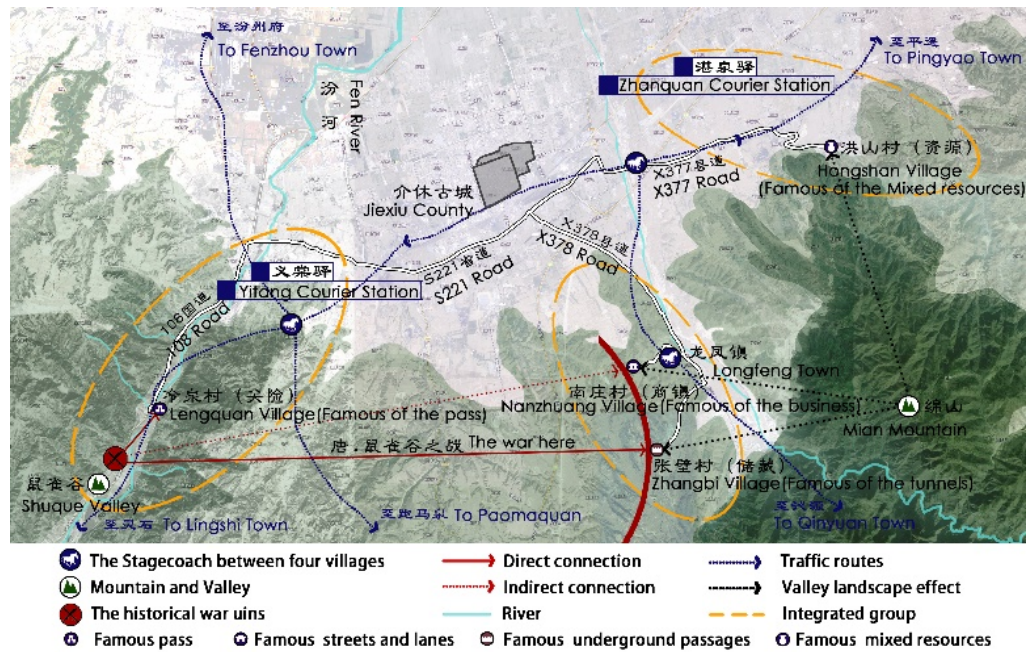 至汾州府
To Fenzhou Town
至平遥
To Pingyao Town
湛泉驿
Zhanquan Courier Station
Fen River
汾河
洪山村（资源）
Hongshan Village
(Famous of the Mixed resources)
X377县道
X377 Road
介休古城
Jiexiu County
X378县道
X378 Road
S221省道
S221 Road
义棠驿
Yitang Courier Station
108国道
108 Road
龙凤镇
Longfeng Town
冷泉村（关险）
Lengquan Village(Famous of the pass)
南庄村（商镇）
Nanzhuang Village(Famous of the business)
绵山
Mian Mountain
唐.鼠雀谷之战 The war here
张壁村（储藏）
Zhangbi Village(Famous of the tunnels)
鼠雀谷
Shuque Valley
至灵石 To Lingshi Town
至跑马泉 To Paomaquan
至沁源
To Qinyuan Town
The Stagecoach between four villages
Direct connection
Traffic routes
Mountain and Valley
Indirect connection
Valley landscape effect
The historical war uins
River
Integrated group
Famous pass
Famous streets and lanes
Famous underground passages
Famous mixed resources